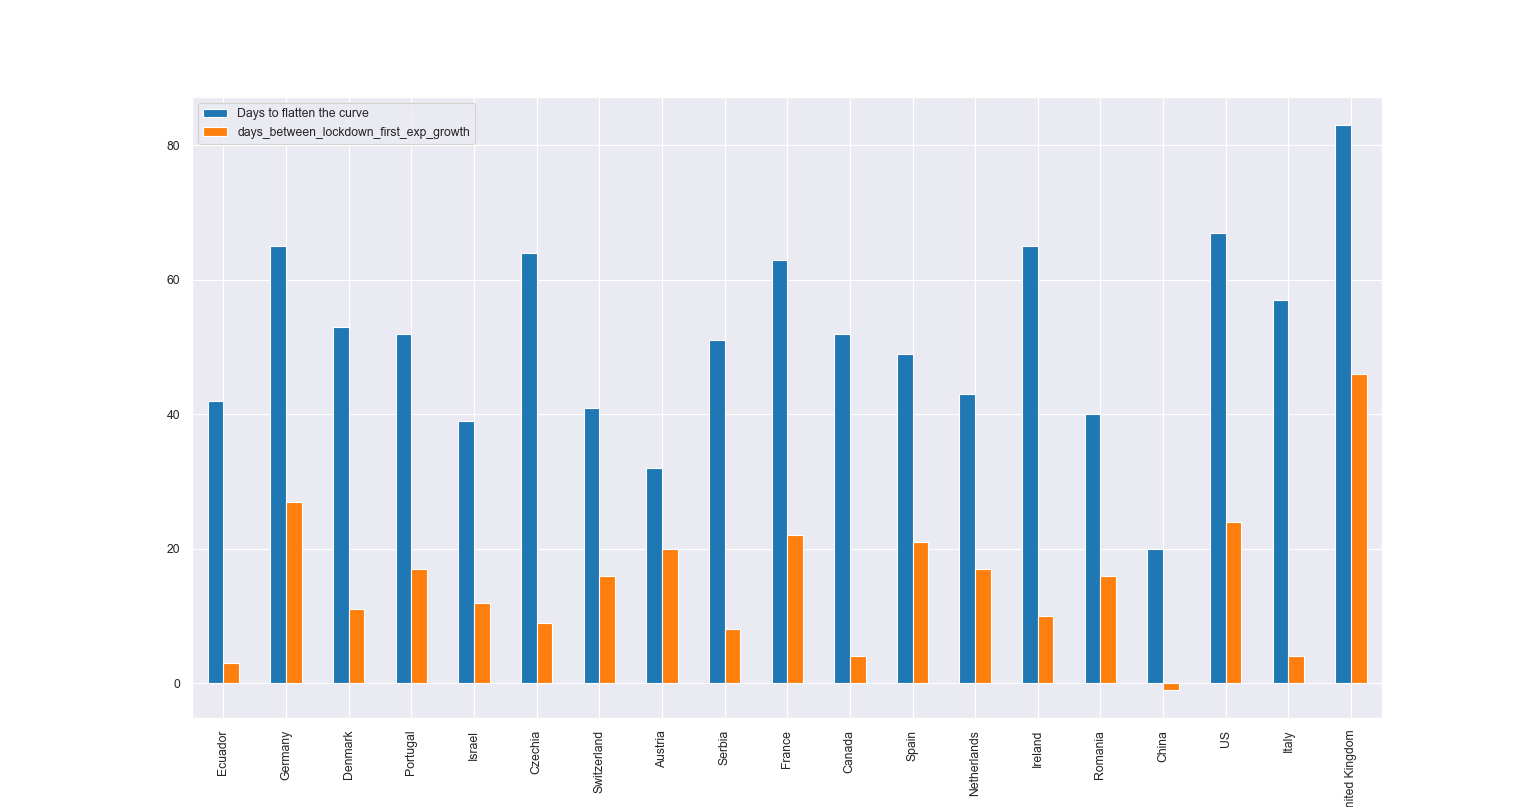 Days to flatten the curve
days_between_lockdown_first_exp_growth
80
60
40
20
0
Ecuador
Germany
Denmark
Portugal
Israel
Czechia
Switzerland
Austria
Serbia
France
Canada
Spain
Netherlands
Ireland
Romania
China
US
Italy
nited Kingdom